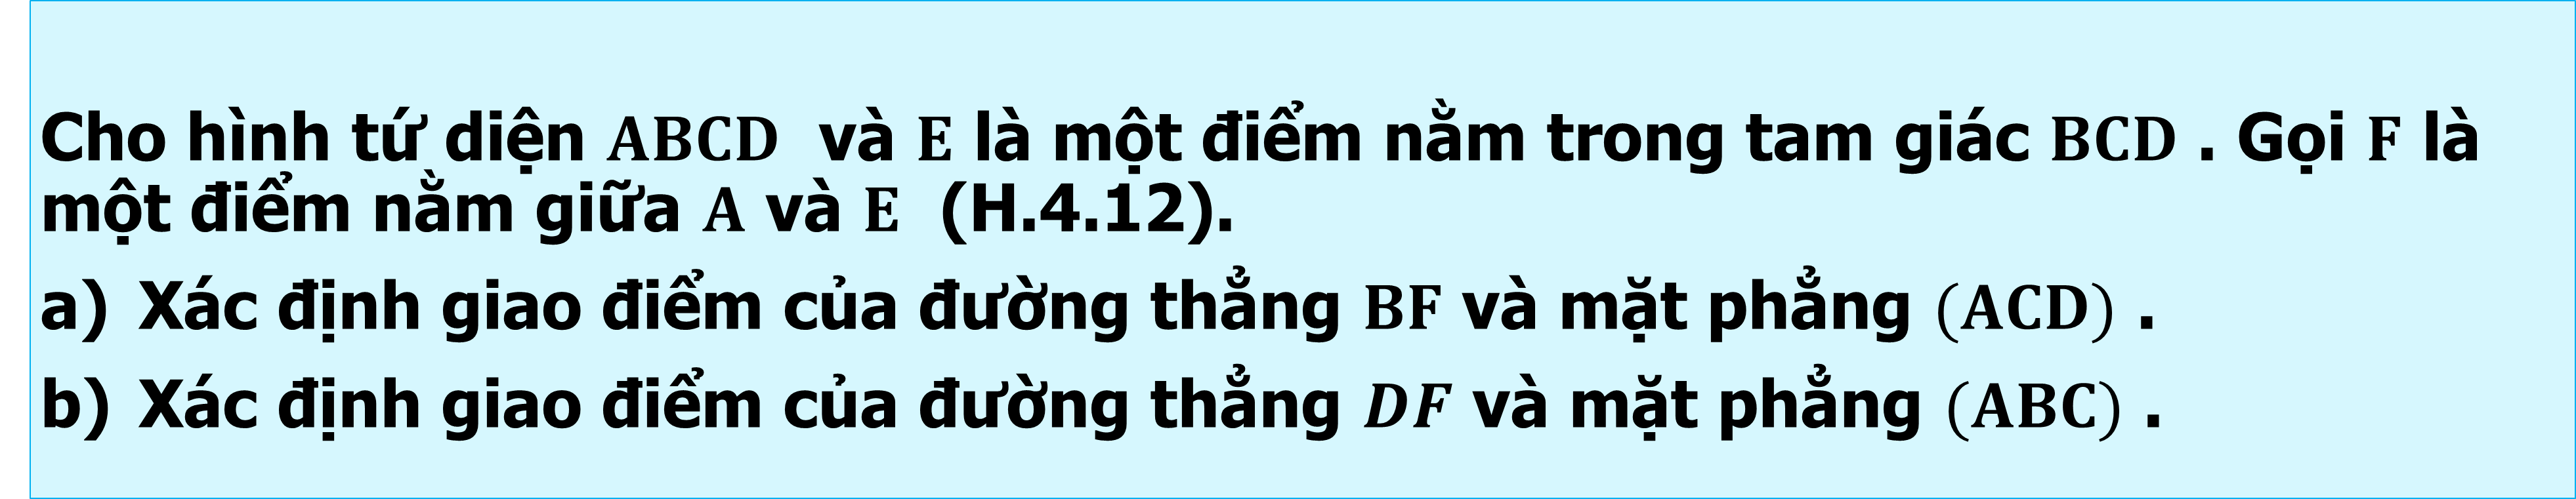 Cho hình tứ diện ABCD và E là một điểm nằm trong tam giác BCD . Gọi F là
một điểm nằm giữa A và E (H.4.12).
a) Xác định giao điểm của đường thẳng BF và mặt phẳng (ACD) .
b) Xác định giao điểm của đường thẳng DF và mặt phẳng (ABC) .